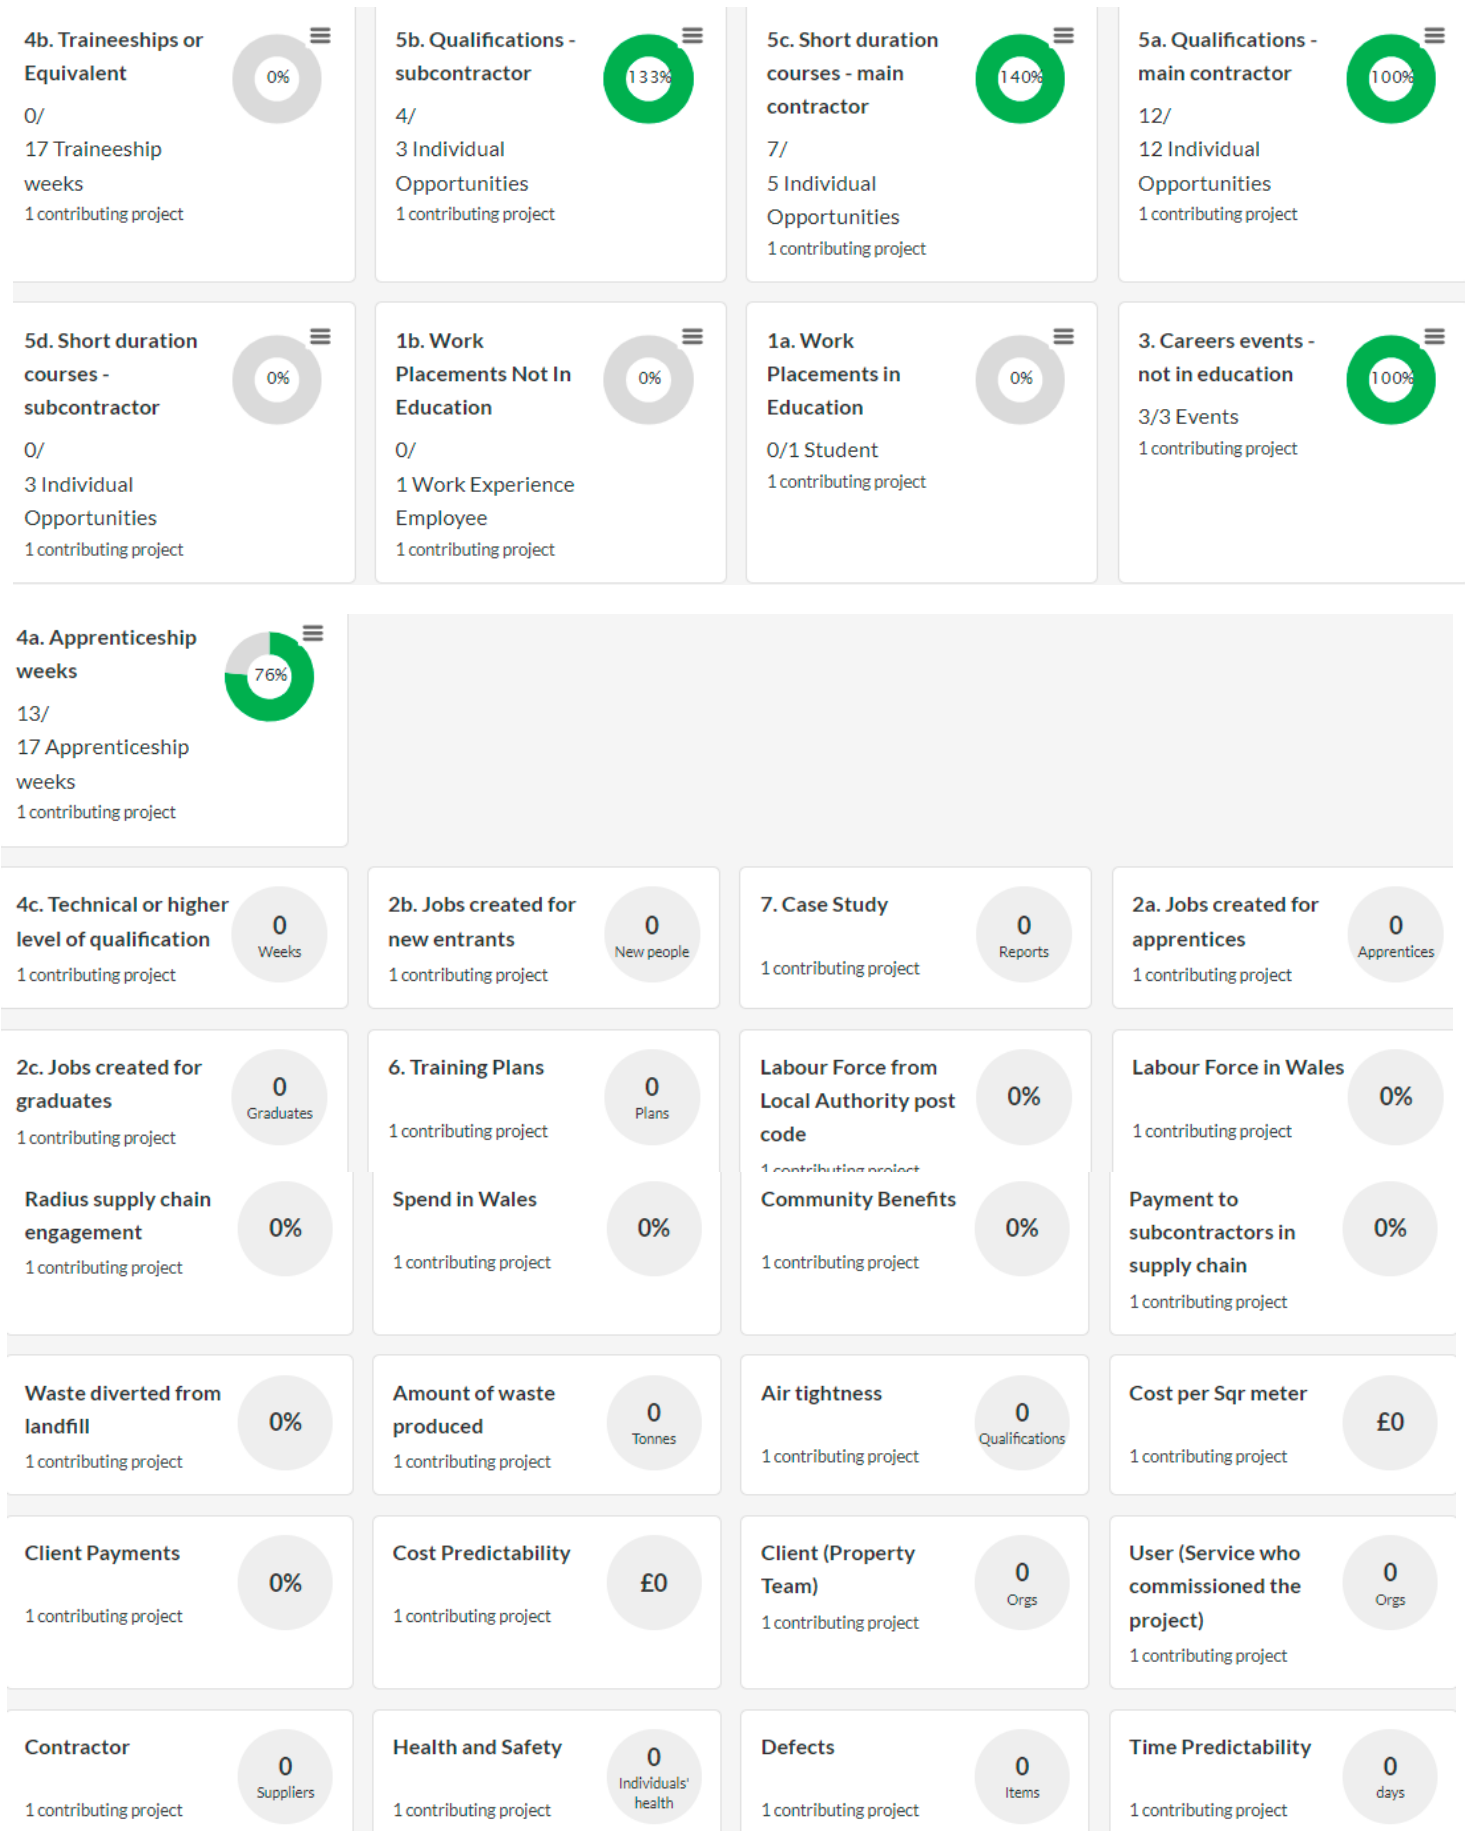 4b. Traineeships or
Equivalent
0/
17 Traineeship
weeks
1 contributing project
0%
5b. Qualifications -
subcontractor
4/
3 Individual
Opportunities
1 contributing project
133%
5c. Short duration
courses - main
contractor
7/
5 Individual
Opportunities
1 contributing project
140%
5a. Qualifications -
main contractor
12/
12 Individual
Opportunities
1 contributing project
100%
5d. Short duration
courses -
subcontractor
0/
3 Individual
Opportunities
1 contributing project
0%
1b. Work
Placements Not In
Education
0/
1 Work Experience
Employee
1 contributing project
0%
1a. Work
Placements in
Education
0/1 Student
1 contributing project
0%
3. Careers events -
not in education
3/3 Events
1 contributing project
100%
4a. Apprenticeship
weeks
13/
17 Apprenticeship
weeks
1 contributing project
76%
4c. Technical or higher
level of qualification
1 contributing project
0
Weeks
2b. Jobs created for
new entrants
1 contributing project
0
New people
7. Case Study
1 contributing project
0
Reports
2a. Jobs created for
apprentices
1 contributing project
0
Apprentices
2c. Jobs created for
graduates
1 contributing project
0
Graduates
6. Training Plans
1 contributing project
0
Plans
Labour Force from
Local Authority post
code
1 contributing project
0%
Labour Force in Wales
1 contributing project
0%
Radius supply chain
engagement
1 contributing project
0%
Spend in Wales
1 contributing project
0%
Community Benefits
1 contributing project
0%
Payment to
subcontractors in
supply chain
1 contributing project
0%
Waste diverted from
landfill
1 contributing project
0%
Amount of waste
produced
1 contributing project
0
Tonnes
Air tightness
1 contributing project
0
Qualifications
Cost per Sqr meter
1 contributing project
£0
Client Payments
1 contributing project
0%
Cost Predictability
1 contributing project
£0
Client (Property
Team)
1 contributing project
0
Orgs
User (Service who
commissioned the
project)
1 contributing project
0
Orgs
Contractor
1 contributing project
0
Suppliers
Health and Safety
1 contributing project
0
Individuals'
health
Defects
1 contributing project
0
Items
Time Predictability
1 contributing project
0
days